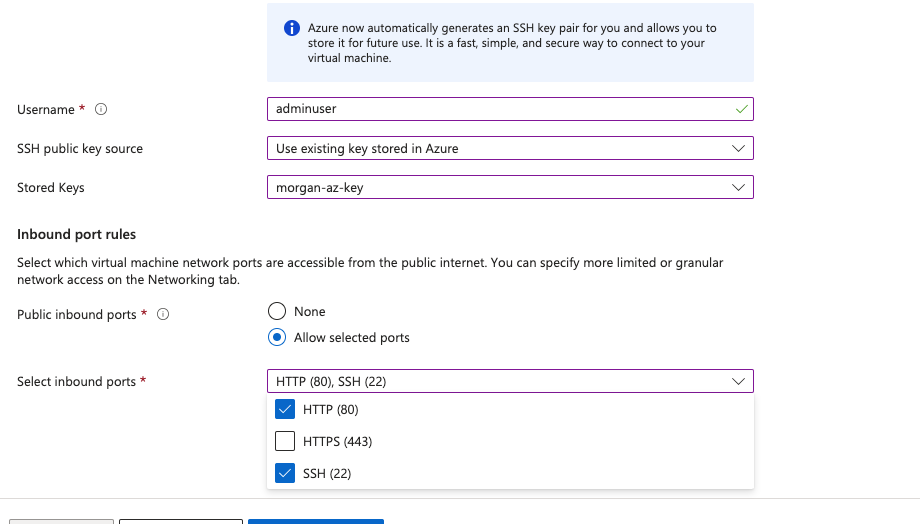 Azure now automatically generates an SSH key pair for you and allows you to
store it for future use. It is a fast, simple, and secure way to connect to your
virtual machine.
Username *
adminuser
SSH public key source
Use existing key stored in Azure
Stored Keys
morgan-az-key
Inbound port rules
Select which virtual machine network ports are accessible from the public internet. You can specify more limited or granular
network access on the Networking tab.
Public inbound ports *
None
Allow selected ports
Select inbound ports *
HTTP (80), SSH (22)
HTTP (80)
HTTPS (443)
SSH (22)